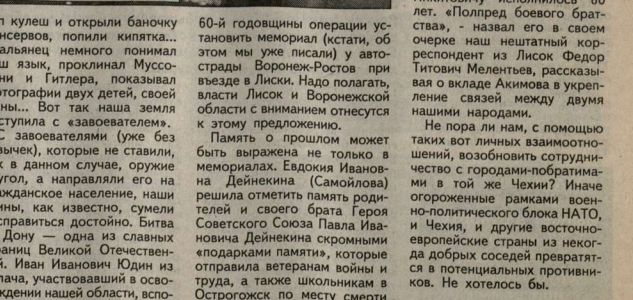 л кулеш и открыли баночку
нсервов, попили кипятка...
альянец немного понимал
ш язык, проклинал Муссо-
ни и Гитлера, показывал
тографии двух детей, своей
ны... Вот так наша земля
ступила с «завоевателем».
С завоевателями (уже без
вычек), которые не ставили,
к в данном случае, оружие
угол, а направляли его на
жданское население, наши
ины, как известно, сумели
справиться достойно. Битва
Дону — одна из славных
раниц Великой Отечествен-
й. Иван Иванович Юдин из
лача, участвовавший в осво-
ждении нашей области, вспо-
60-й годовщины операции ус-
тановить мемориал (кстати, об
этом мы уже писали) у авто-
страды Воронеж-Ростов при
въезде в Лиски. Надо полагать,
власти Лисок и Воронежской
области с вниманием отнесутся
к этому предложению.
Память о прошлом может
быть выражена не только в
мемориалах. Евдокия Иванов-
на Дейнекина (Самойлова)
решила отметить память роди-
телей и своего брата Героя
Советского Союза Павла Ива-
новича Дейнекина скромными
«подарками памяти», которые
отправила ветеранам войны и
труда, а также школьникам в
Острогожск по месту смерти
лет. «Полпред боевого брат-
ства», - назвал его в своем
очерке наш нештатный кор-
респондент из Лисок Федор
Титович Мелентьев, рассказы-
вая о вкладе Акимова в укреп-
ление связей между двумя
нашими народами.
Не пора ли нам, с помощью
таких вот личных взаимоотно-
шений, возобновить сотрудни-
чество с городами-побратима-
ми в той же Чехии? Иначе
огороженные рамками воен-
но-политического блока НАТО,
и Чехия, и другие восточно-
европейские страны из неког-
да добрых соседей превратят-
ся в потенциальных противни-
ков. Не хотелось бы.